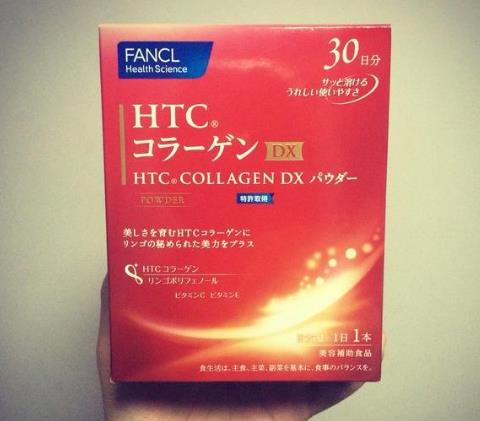 FANCL
Health Science
30日分
サッと溶ける
うれしい使いやすさ
HTC®
コラーゲン DX
HTC® COLLAGEN DX パウダー
POWDER 特許取得
美しさを育むHTCコラーゲンに
リンゴの秘められた美力をプラス
HTCコラーゲン
リンゴポリフェノール
ビタミンC ビタミンE
1日1本
美容補助食品
食生活は、主食、主菜、副菜を基本に、食事のバランスを。